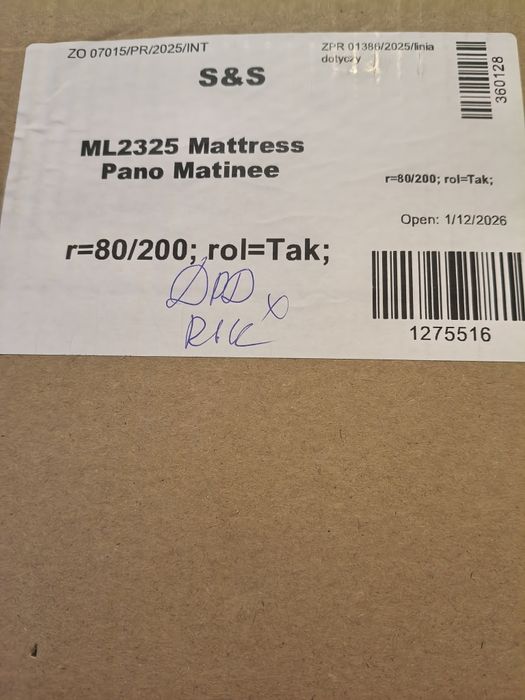 ZO 07015/PR/2025/INT
ZPR 01386/2025/linia
dotyczy
S&S
360128
ML2325 Mattress
Pano Matinee
r=80/200; rol=Tak;
Open: 1/12/2026
r=80/200; rol=Tak;
DPD
x
1275516